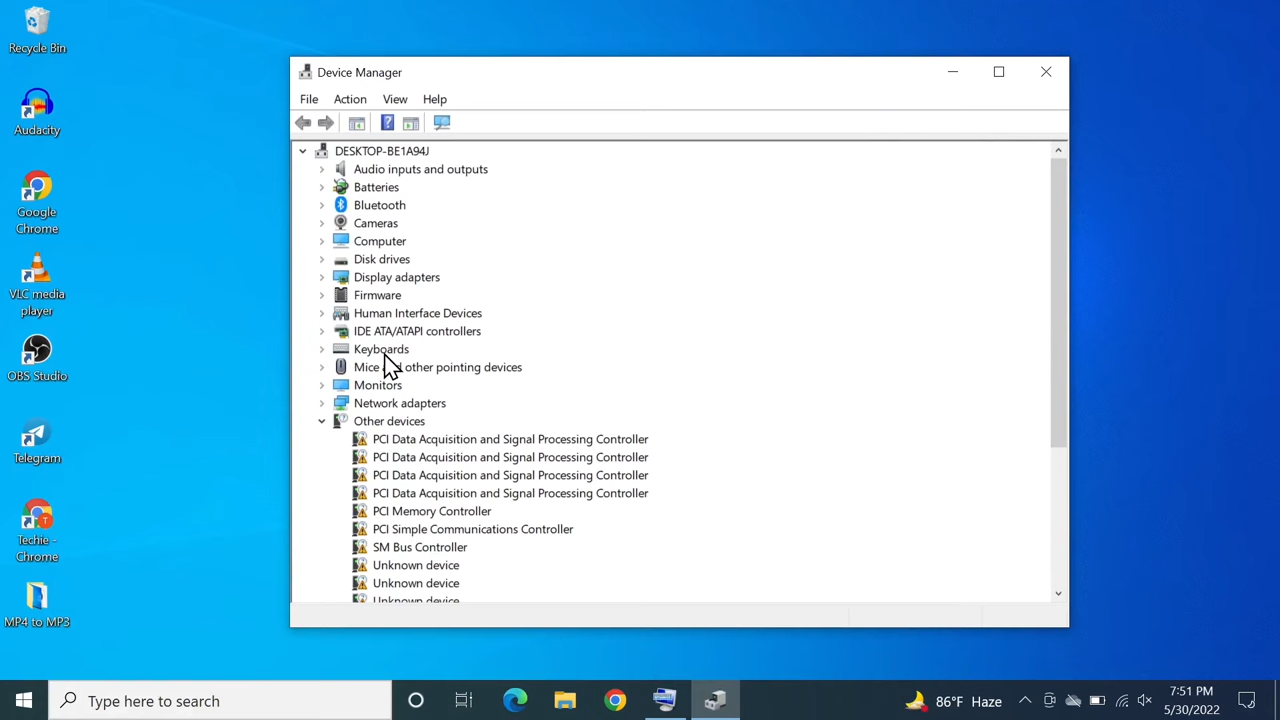 Recycle Bin
Audacity
Google
Chrome
VLC media
player
OBS Studio
Telegram
Techie -
Chrome
MP4 to MP3
Device Manager
File Action View Help
DESKTOP-BE1A94J
Audio inputs and outputs
Batteries
Bluetooth
Cameras
Computer
Disk drives
Display adapters
Firmware
Human Interface Devices
IDE ATA/ATAPI controllers
Keyboards
Mice and other pointing devices
Monitors
Network adapters
Other devices
PCI Data Acquisition and Signal Processing Controller
PCI Data Acquisition and Signal Processing Controller
PCI Data Acquisition and Signal Processing Controller
PCI Data Acquisition and Signal Processing Controller
PCI Memory Controller
PCI Simple Communications Controller
SM Bus Controller
Unknown device
Unknown device
Unknown device
Type here to search
86°F Haze
7:51 PM
5/30/2022